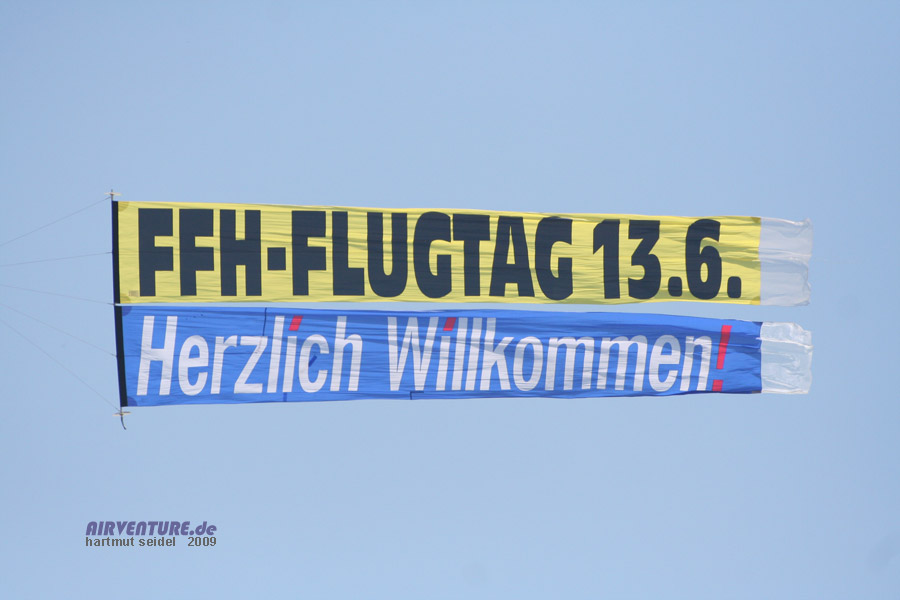 FFH-FLUGTAG 13.6.
Herzlich Willkommen!
AIRVENTURE.de
hartmut seidel 2009